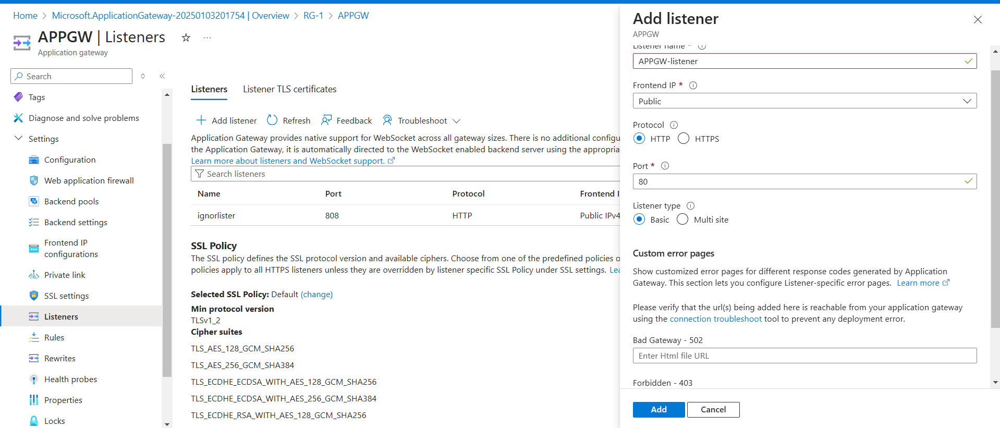 Home > Microsoft.ApplicationGateway-20250103201754 | Overview > RG-1 > APPGW
APPGW | Listeners
Application gateway
Search
Tags
Diagnose and solve problems
Settings
Configuration
Web application firewall
Backend pools
Backend settings
Frontend IP
configurations
Private link
SSL settings
Listeners
Rules
Rewrites
Health probes
Properties
Locks
Listeners Listener TLS certificates
Add listener Refresh Feedback Troubleshoot
Application Gateway provides native support for WebSocket across all gateway sizes. There is no additional configu
the Application Gateway, it is automatically directed to the WebSocket enabled backend server using the appropria
Learn more about listeners and WebSocket support.
Search listeners
Name Port Protocol Frontend I
ignorlister 808 HTTP Public IPv4
SSL Policy
The SSL policy defines the SSL protocol version and available ciphers. Choose from one of the predefined policies o
policies apply to all HTTPS listeners unless they are overridden by listener specific SSL Policy under SSL settings. Lea
Selected SSL Policy: Default (change)
Min protocol version
TLSv1_2
Cipher suites
TLS_AES_128_GCM_SHA256
TLS_AES_256_GCM_SHA384
TLS_ECDHE_ECDSA_WITH_AES_128_GCM_SHA256
TLS_ECDHE_ECDSA_WITH_AES_256_GCM_SHA384
TLS_ECDHE_RSA_WITH_AES_128_GCM_SHA256
Add listener
APPGW
Listener name *
APPGW-listener
Frontend IP *
Public
Protocol
HTTP HTTPS
Port *
80
Listener type
Basic Multi site
Custom error pages
Show customized error pages for different response codes generated by Application
Gateway. This section lets you configure Listener-specific error pages. Learn more
Please verify that the url(s) being added here is reachable from your application gateway
using the connection troubleshoot tool to prevent any deployment error.
Bad Gateway - 502
Enter Html file URL
Forbidden - 403
Add Cancel